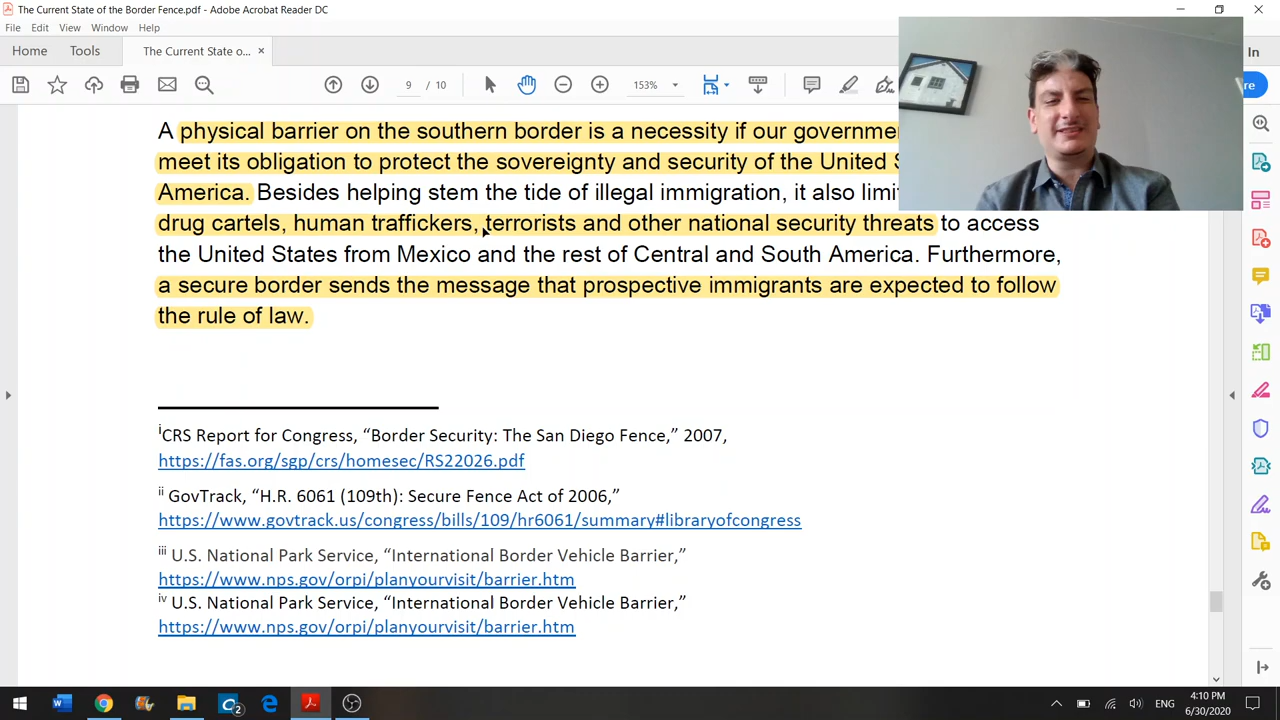 The Current State of the Border Fence.pdf - Adobe Acrobat Reader DC
File Edit View Window Help
Home Tools The Current State o... × In
9 / 10 153% re
A physical barrier on the southern border is a necessity if our governme
meet its obligation to protect the sovereignty and security of the United S
America. Besides helping stem the tide of illegal immigration, it also limi
drug cartels, human traffickers, terrorists and other national security threats to access
the United States from Mexico and the rest of Central and South America. Furthermore,
a secure border sends the message that prospective immigrants are expected to follow
the rule of law.
i CRS Report for Congress, “Border Security: The San Diego Fence,” 2007,
https://fas.org/sgp/crs/homesec/RS22026.pdf
ii GovTrack, “H.R. 6061 (109th): Secure Fence Act of 2006,”
https://www.govtrack.us/congress/bills/109/hr6061/summary#libraryofcongress
iii U.S. National Park Service, “International Border Vehicle Barrier,”
https://www.nps.gov/orpi/planyourvisit/barrier.htm
iv U.S. National Park Service, “International Border Vehicle Barrier,”
https://www.nps.gov/orpi/planyourvisit/barrier.htm
ENG
4:10 PM
6/30/2020